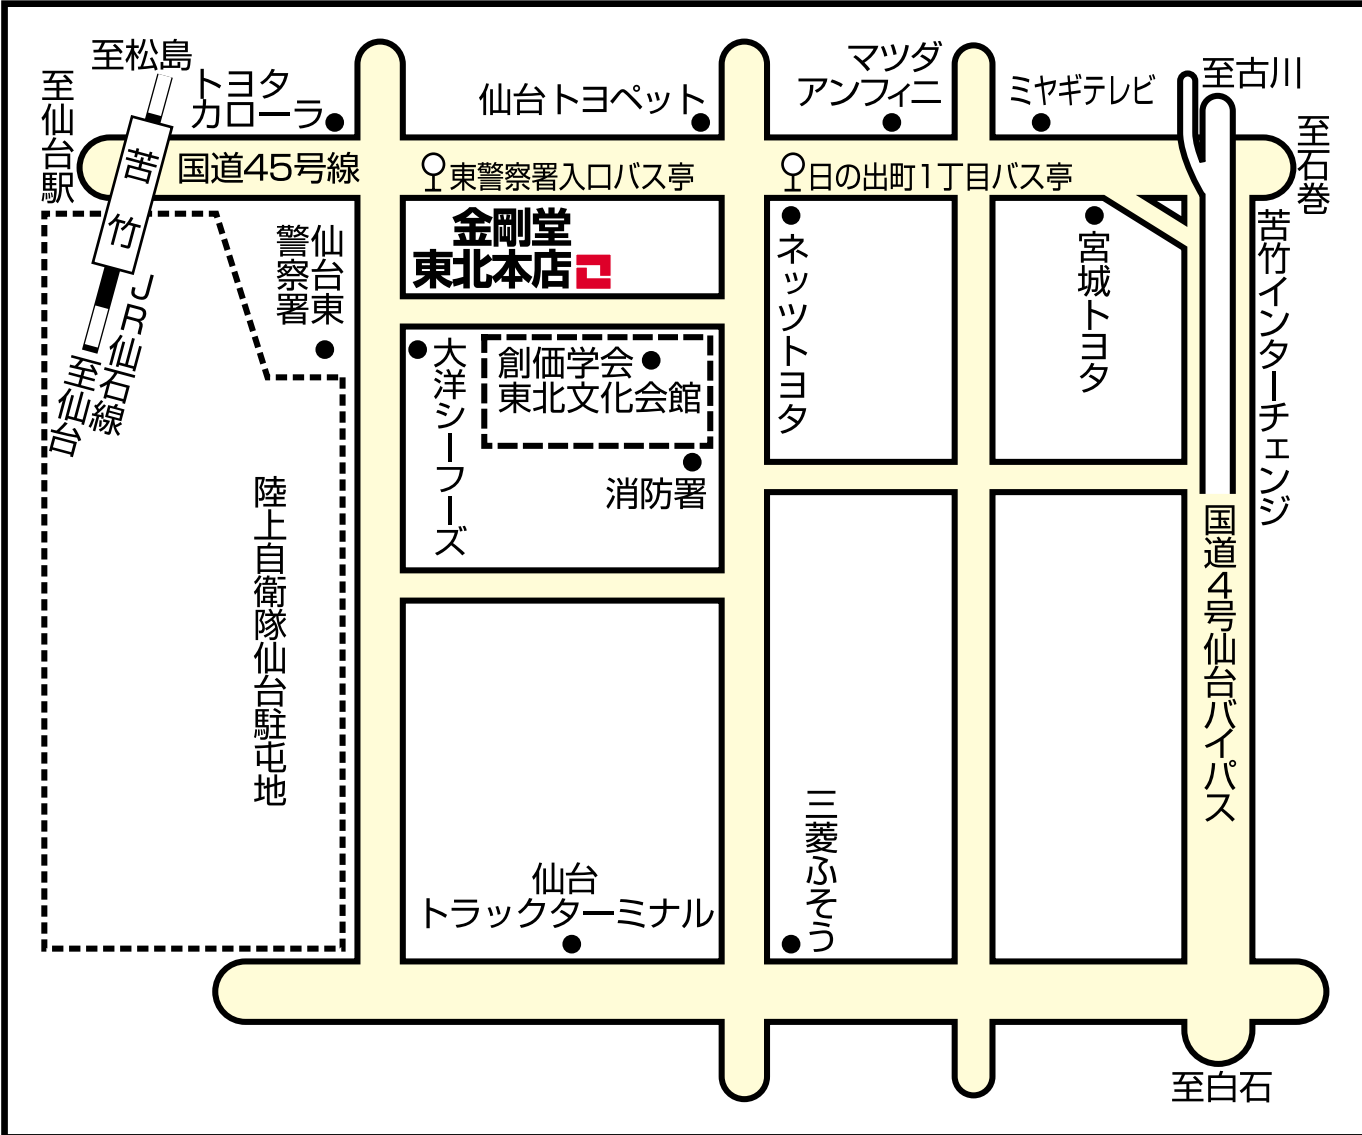 至松島
至仙台駅
トヨタ
カローラ
仙台トヨペット
マツダ
アンフィニ
ミヤギテレビ
至古川
至石巻
苦竹
国道45号線
東警察署入口バス亭
日の出町1丁目バス亭
金剛堂
東北本店
仙台東
警察署
JR仙石線
至仙台
大洋シーフーズ
創価学会
東北文化会館
消防署
ネッツトヨタ
宮城トヨタ
苦竹インターチェンジ
陸上自衛隊仙台駐屯地
国道4号仙台バイパス
仙台
トラックターミナル
三菱ふそう
至白石